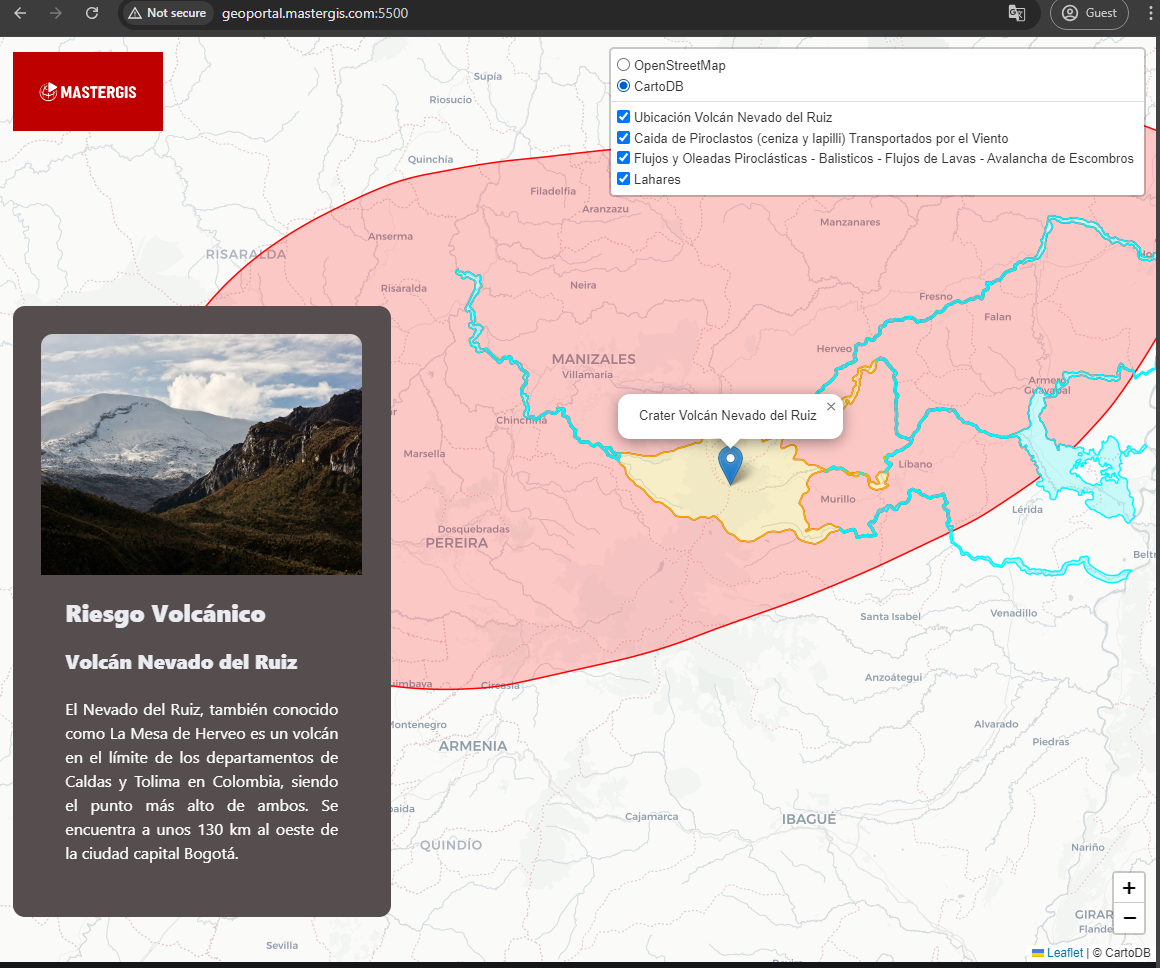 Not secure
geoportal.mastergis.com:5500
Guest
MASTERGIS
OpenStreetMap
CartoDB
Ubicación Volcán Nevado del Ruiz
Caida de Piroclastos (ceniza y lapilli) Transportados por el Viento
Flujos y Oleadas Piroclásticas - Balisticos - Flujos de Lavas - Avalancha de Escombros
Lahares
Supía
Riosucio
Quinchía
Filadelfia
Aranzazu
Manzanares
Anserma
RISARALDA
Risaralda
Neira
Fresno
Falan
Herveo
MANIZALES
Villamaría
Armero
Guayabal
Crater Volcán Nevado del Ruiz
×
Chinchiná
Marsella
Líbano
Murillo
Lérida
Dosquebradas
PEREIRA
Santa Isabel
Venadillo
Anzoátegui
Circasia
Montenegro
ARMENIA
Alvarado
Piedras
Cajamarca
IBAGUÉ
QUINDÍO
Nariño
Sevilla
Riesgo Volcánico
Volcán Nevado del Ruiz
El Nevado del Ruiz, también conocido
como La Mesa de Herveo es un volcán
en el límite de los departamentos de
Caldas y Tolima en Colombia, siendo
el punto más alto de ambos. Se
encuentra a unos 130 km al oeste de
la ciudad capital Bogotá.
+
−
GIRAR
Flande
Leaflet | © CartoDB